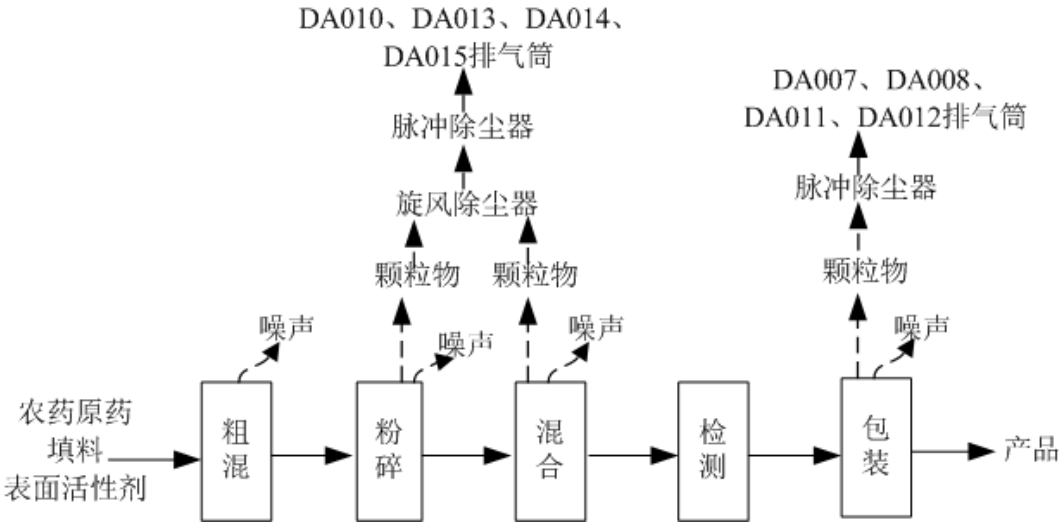 DA010、DA013、DA014、
DA015排气筒
脉冲除尘器
旋风除尘器
颗粒物
颗粒物
DA007、DA008、
DA011、DA012排气筒
脉冲除尘器
颗粒物
噪声
噪声
噪声
噪声
农药原药
填料
表面活性剂
粗混
粉碎
混合
检测
包装
产品